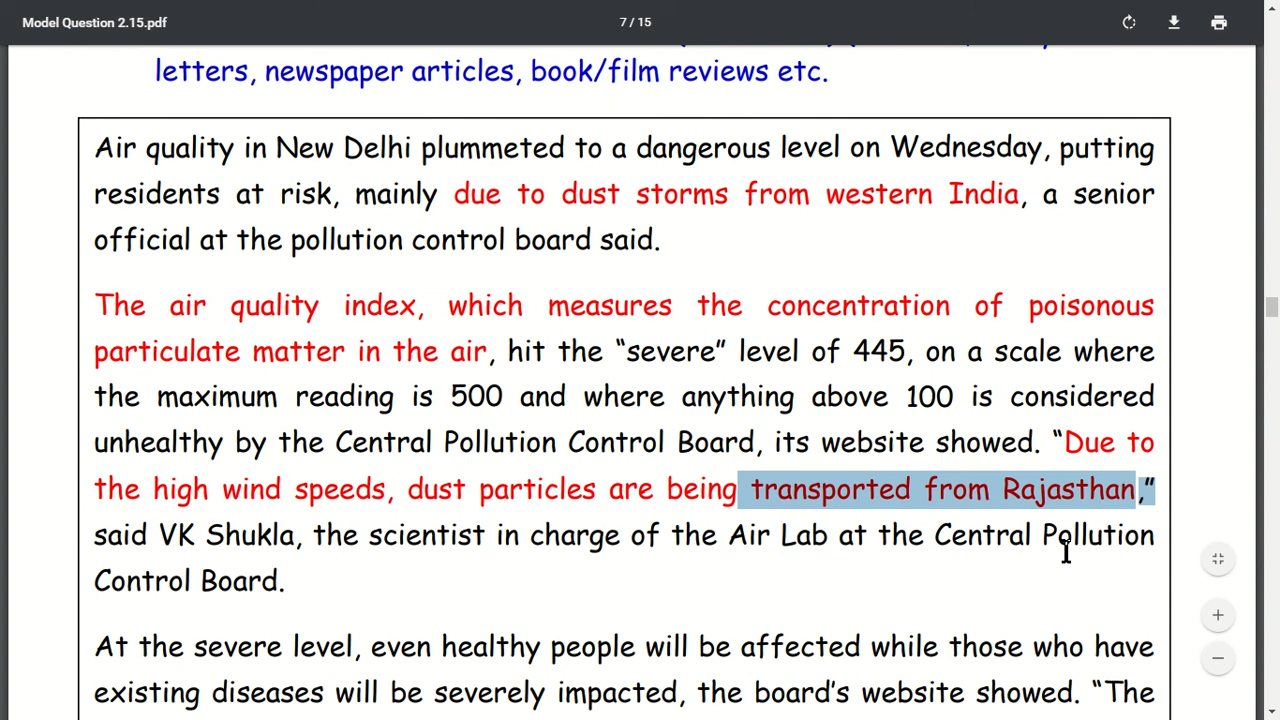 Model Question 2.15.pdf
7 / 15
letters, newspaper articles, book/film reviews etc.
Air quality in New Delhi plummeted to a dangerous level on Wednesday, putting
residents at risk, mainly due to dust storms from western India, a senior
official at the pollution control board said.
The air quality index, which measures the concentration of poisonous
particulate matter in the air, hit the “severe” level of 445, on a scale where
the maximum reading is 500 and where anything above 100 is considered
unhealthy by the Central Pollution Control Board, its website showed. “Due to
the high wind speeds, dust particles are being transported from Rajasthan,”
said VK Shukla, the scientist in charge of the Air Lab at the Central Pollution
Control Board.
At the severe level, even healthy people will be affected while those who have
existing diseases will be severely impacted, the board’s website showed. “The